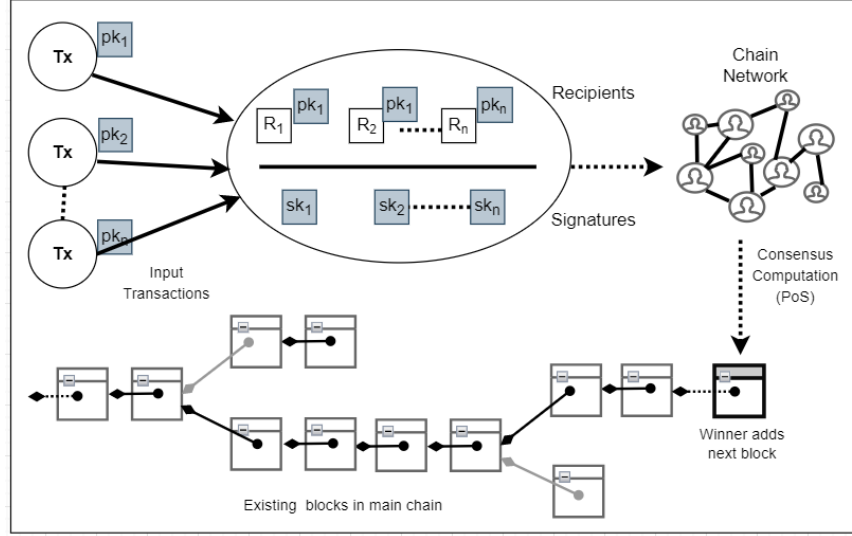 Tx
pk1
Tx
pk2
Tx
pkn
Input
Transactions
R1
pk1
R2
pk1
Rn
pkn
Recipients
sk1
sk2
skn
Signatures
Chain
Network
Consensus
Computation
(PoS)
Winner adds
next block
Existing blocks in main chain